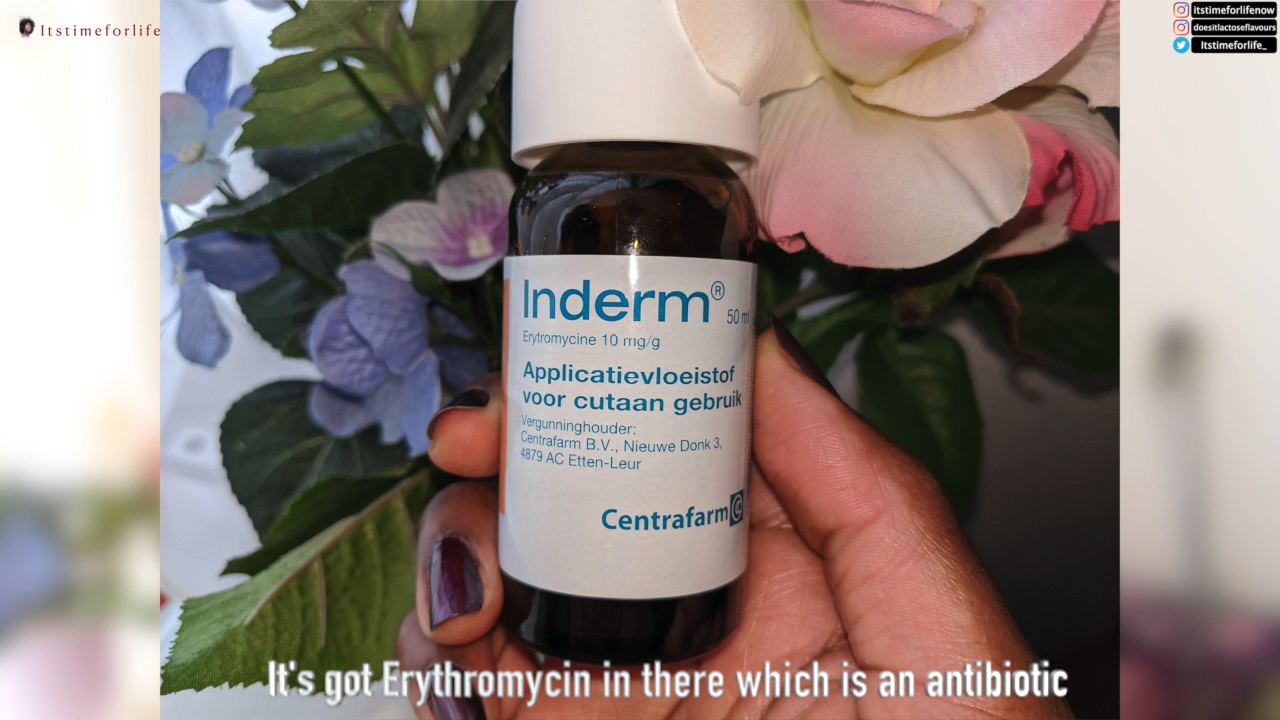 Itstimeforlife
itstimeforlifenow
doesitlactoseflavours
Itstimeforlife_
Inderm®
50 ml
Erytromycine 10 mg/g
Applicatievloeistof
voor cutaan gebruik
Vergunninghouder:
Centrafarm B.V., Nieuwe Donk 3,
4879 AC Etten-Leur
Centrafarm
It's got Erythromycin in there which is an antibiotic